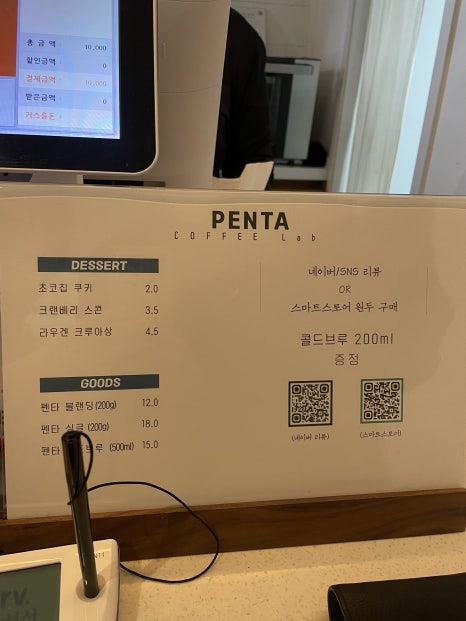 총 금 액 : 10,000
할인금액 : 0
결제금액 : 10,000
받은금액 : 0
거스름돈 :
PENTA
COFFEE Lab
DESSERT
초코칩 쿠키 2.0
크랜베리 스콘 3.5
라우겐 크루아상 4.5
GOODS
펜타 블랜딩(200g) 12.0
펜타 싱글 (200g) 18.0
펜타 브루 (500ml) 15.0
네이버/SNS 리뷰
OR
스마트스토어 원두 구매
콜드브루 200ml
증정
(네이버 리뷰)
(스마트스토어)